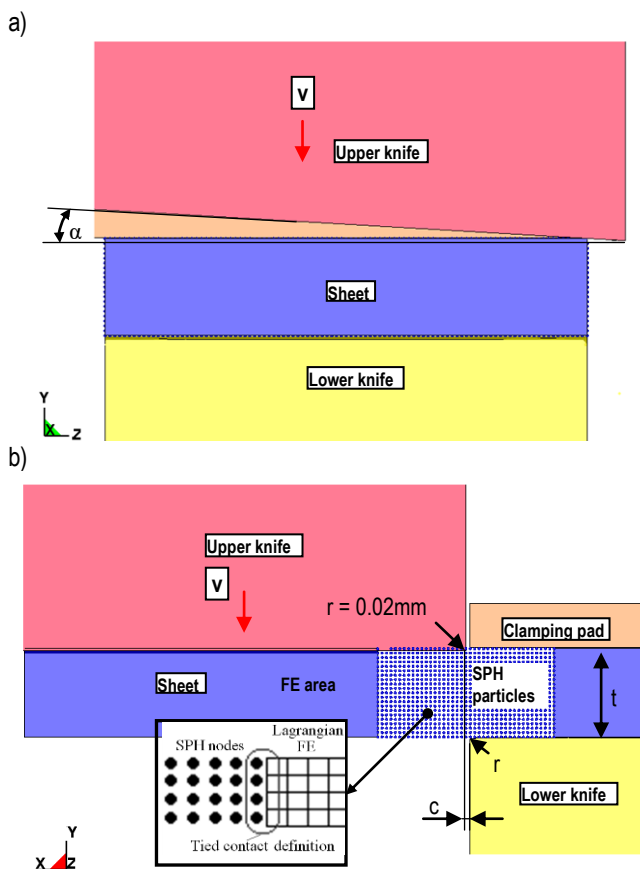 a)
v
Upper knife
α
Sheet
Lower knife
Y
X
Z
b)
Upper knife
v
r = 0.02mm
Clamping pad
Sheet
FE area
SPH
particles
t
Lagrangian
SPH nodes
FE
r
Tied contact definition
Lower knife
c
Y
X
Z